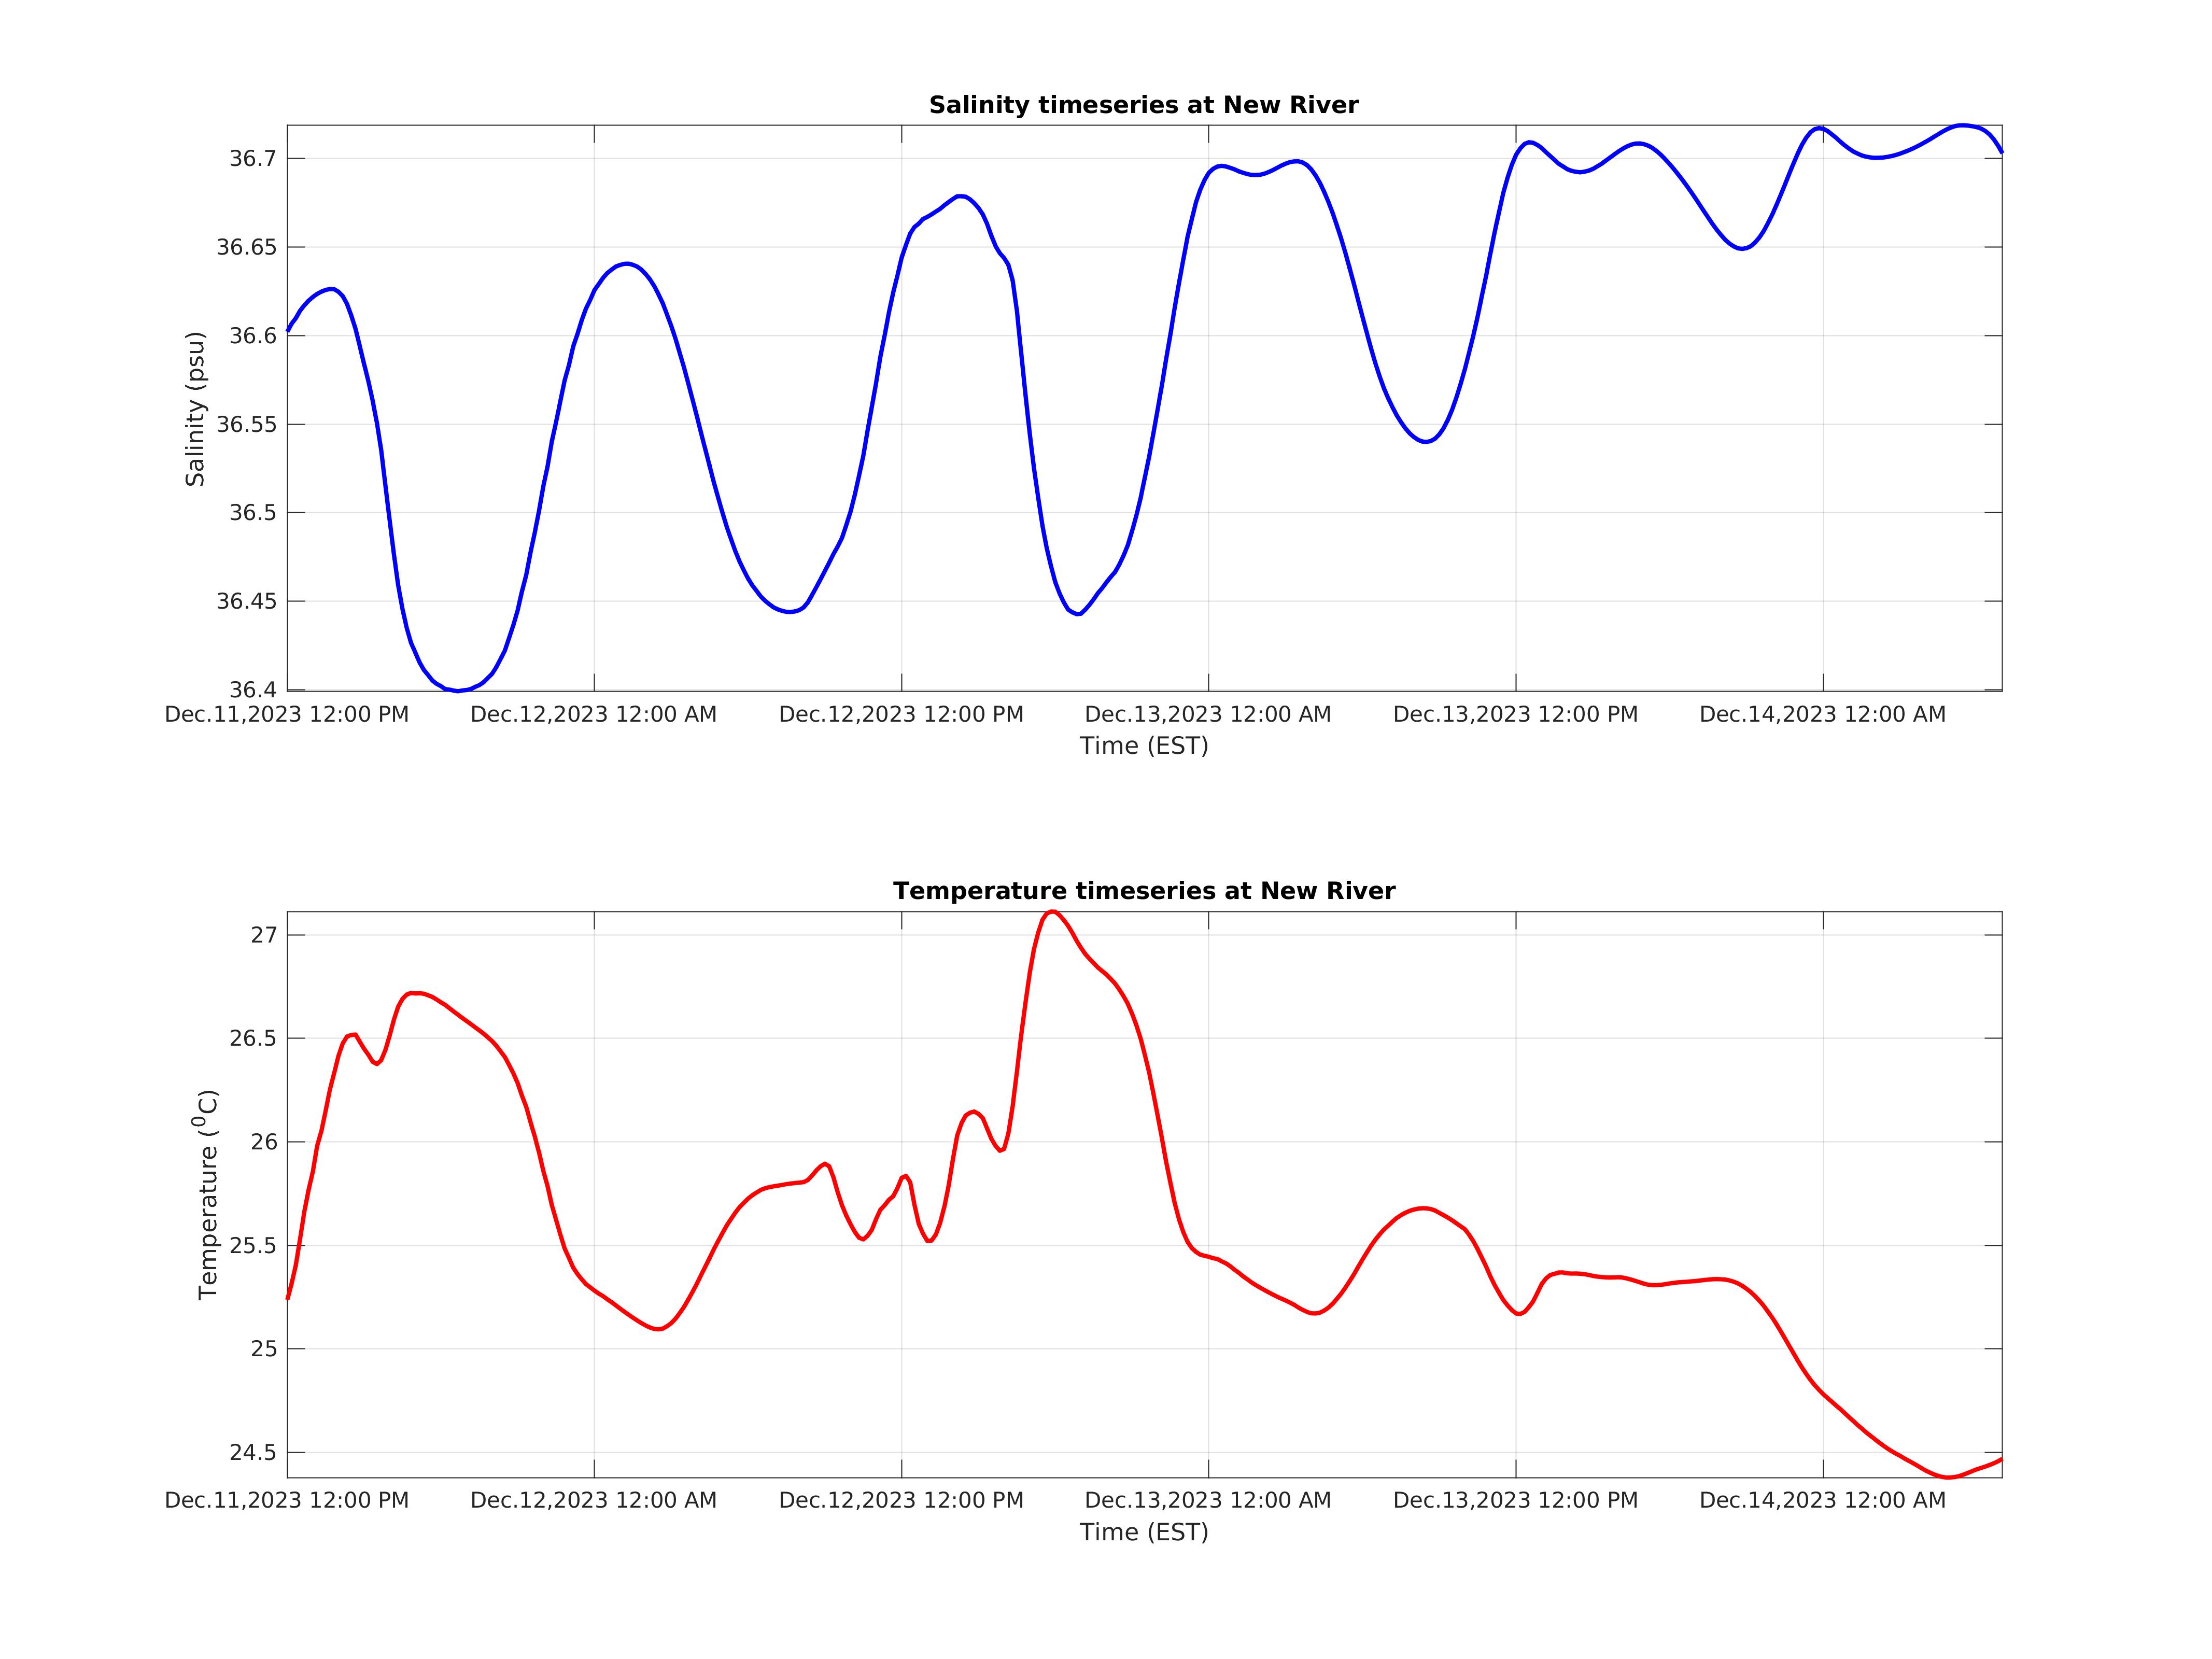 Salinity timeseries at New River
36.7
36.65
36.6
36.55
36.5
36.45
36.4
Salinity (psu)
Dec.11,2023 12:00 PM Dec.12,2023 12:00 AM Dec.12,2023 12:00 PM Dec.13,2023 12:00 AM Dec.13,2023 12:00 PM Dec.14,2023 12:00 AM
Time (EST)
Temperature timeseries at New River
27
26.5
26
25.5
25
24.5
Temperature (⁰C)
Dec.11,2023 12:00 PM Dec.12,2023 12:00 AM Dec.12,2023 12:00 PM Dec.13,2023 12:00 AM Dec.13,2023 12:00 PM Dec.14,2023 12:00 AM
Time (EST)